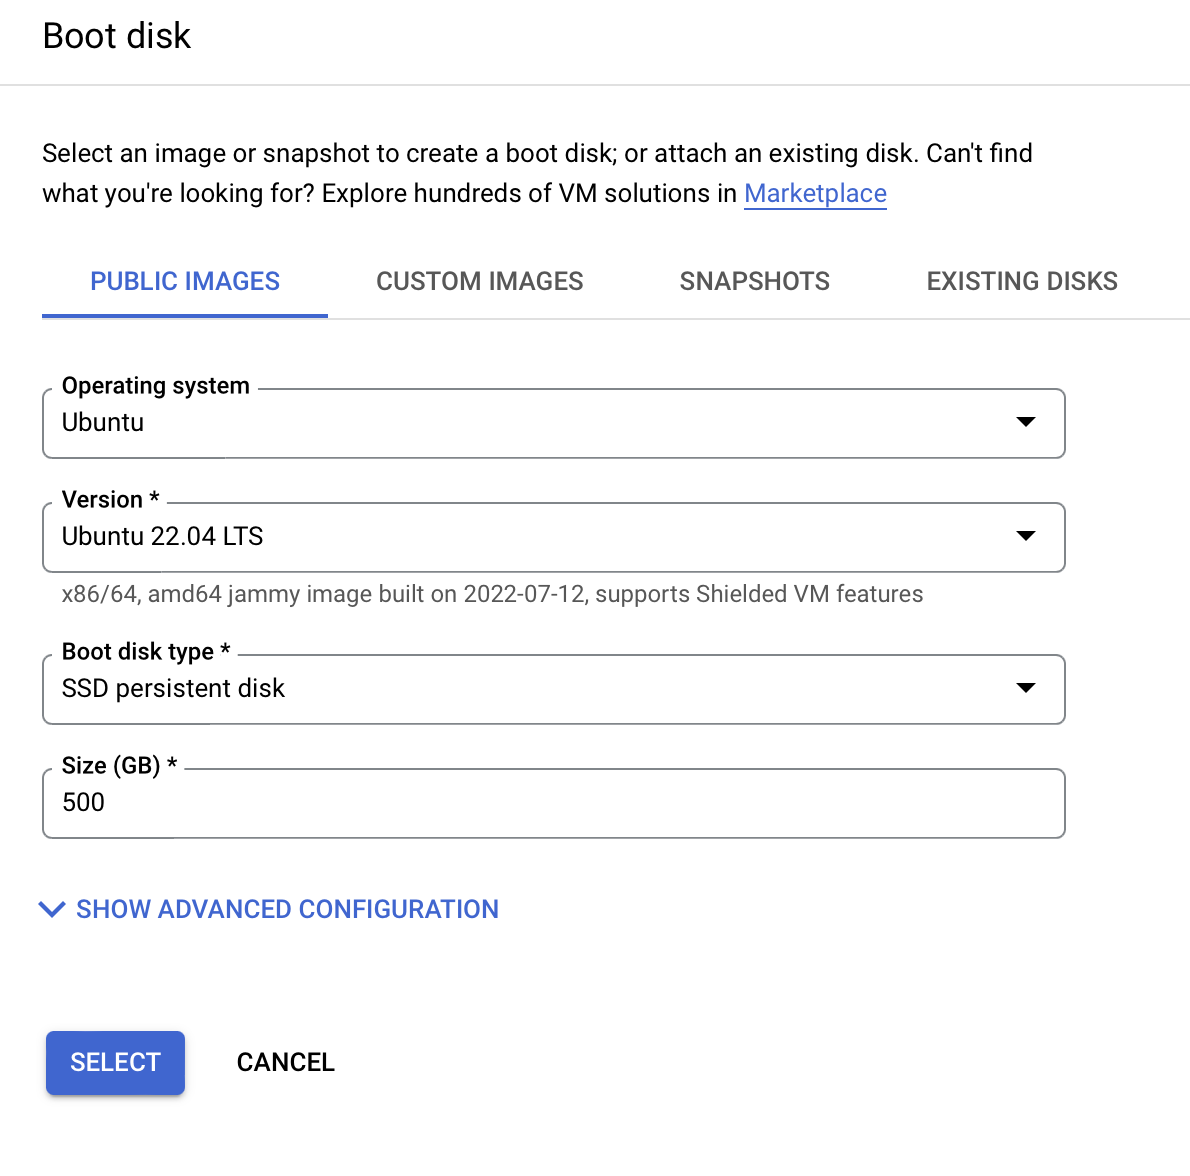 Boot disk
Select an image or snapshot to create a boot disk; or attach an existing disk. Can't find
what you're looking for? Explore hundreds of VM solutions in Marketplace
PUBLIC IMAGES CUSTOM IMAGES SNAPSHOTS EXISTING DISKS
Operating system
Ubuntu
Version *
Ubuntu 22.04 LTS
x86/64, amd64 jammy image built on 2022-07-12, supports Shielded VM features
Boot disk type *
SSD persistent disk
Size (GB) *
500
SHOW ADVANCED CONFIGURATION
SELECT CANCEL